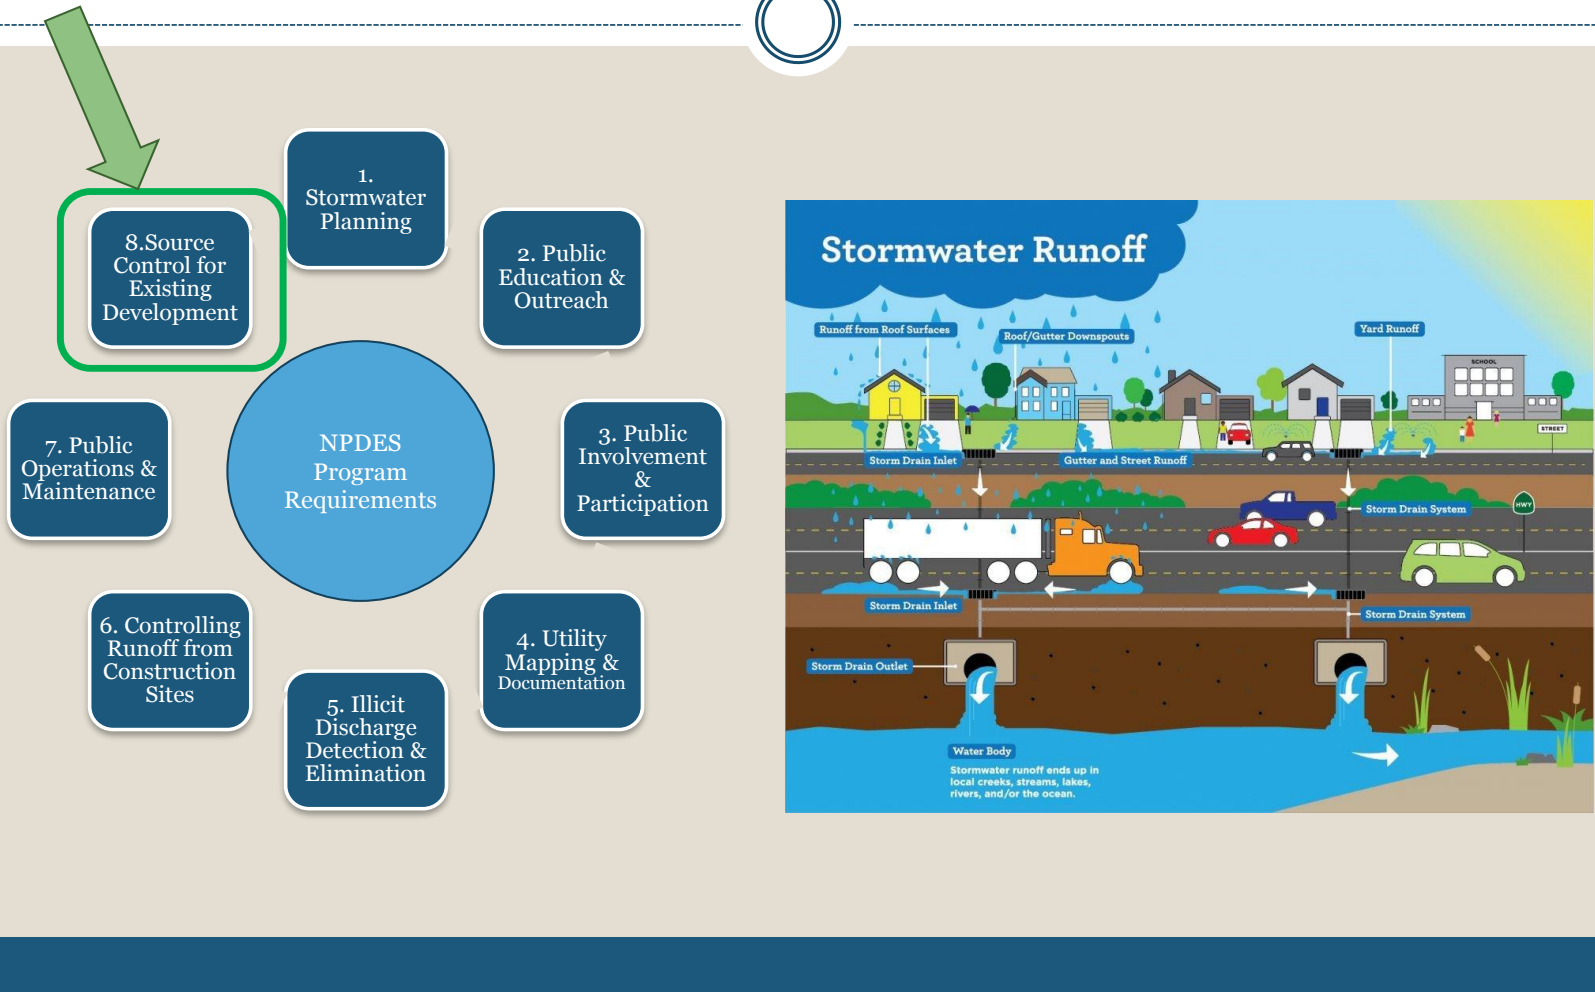 1.
Stormwater
Planning
2. Public
Education &
Outreach
3. Public
Involvement
&
Participation
4. Utility
Mapping &
Documentation
5. Illicit
Discharge
Detection &
Elimination
6. Controlling
Runoff from
Construction
Sites
7. Public
Operations &
Maintenance
8.Source
Control for
Existing
Development
NPDES
Program
Requirements
Stormwater Runoff
Runoff from Roof Surfaces
Roof/Gutter Downspouts
Yard Runoff
SCHOOL
STREET
Storm Drain Inlet
Gutter and Street Runoff
HWY
Storm Drain System
Storm Drain Inlet
Storm Drain System
Storm Drain Outlet
Water Body
Stormwater runoff ends up in
local creeks, streams, lakes,
rivers, and/or the ocean.